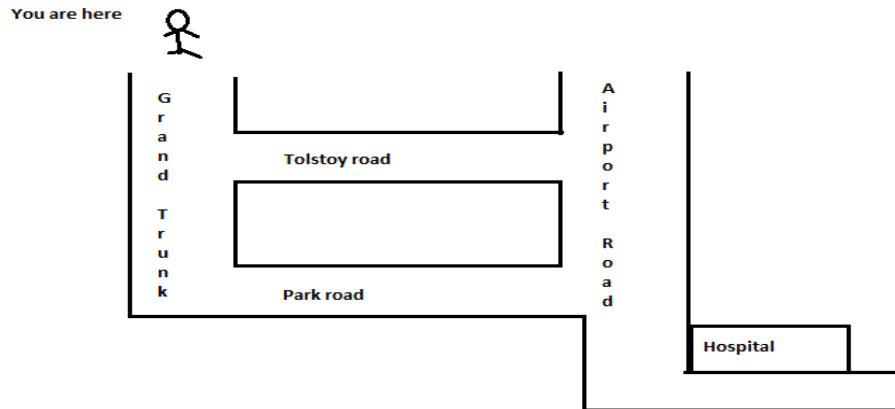 You are here
Grand Trunk
Airport Road
Tolstoy road
Park road
Hospital